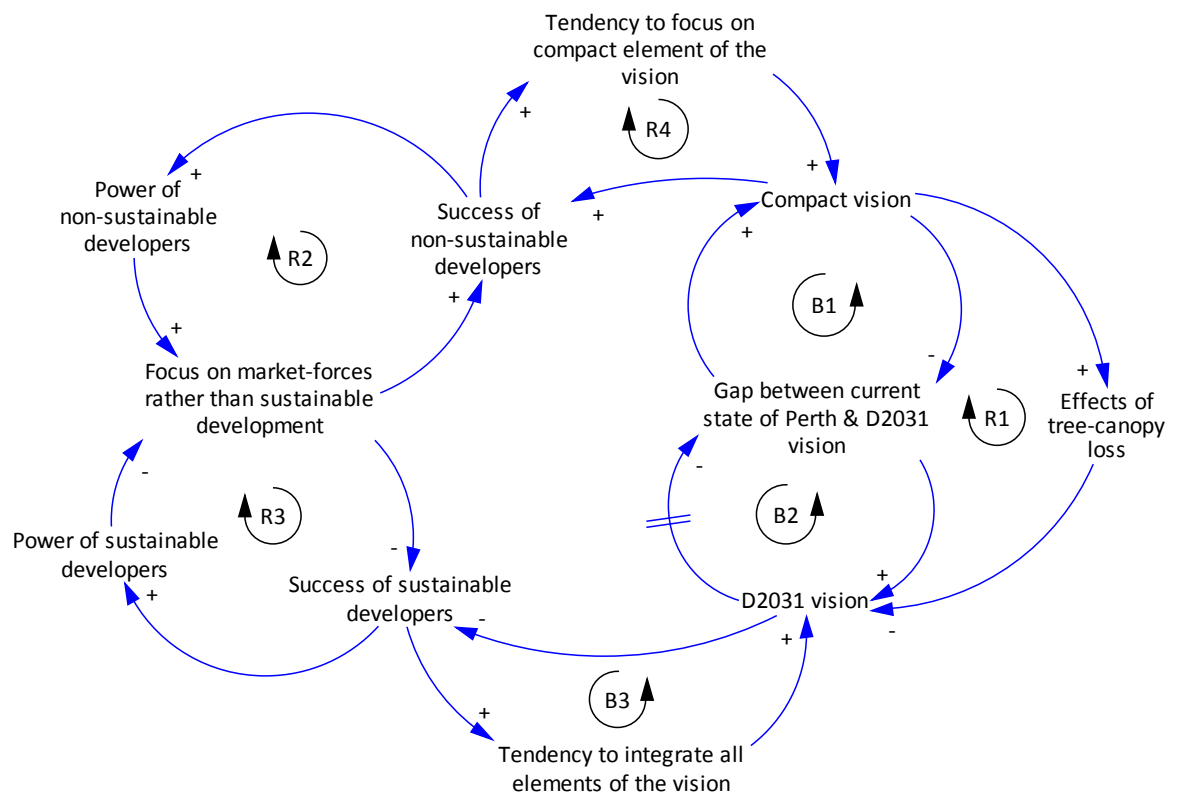 Tendency to focus on
compact element of the
vision
+
R4
+
+
Power of
non-sustainable
developers
Success of
non-sustainable
developers
+
Compact vision
+
R2
B1
+
+
-
+
Focus on market-forces
rather than sustainable
development
Gap between current
state of Perth & D2031
vision
R1
Effects of
tree-canopy
loss
-
-
R3
B2
Power of sustainable
developers
-
+
Success of sustainable
developers
+
D2031 vision
-
-
+
B3
+
Tendency to integrate all
elements of the vision